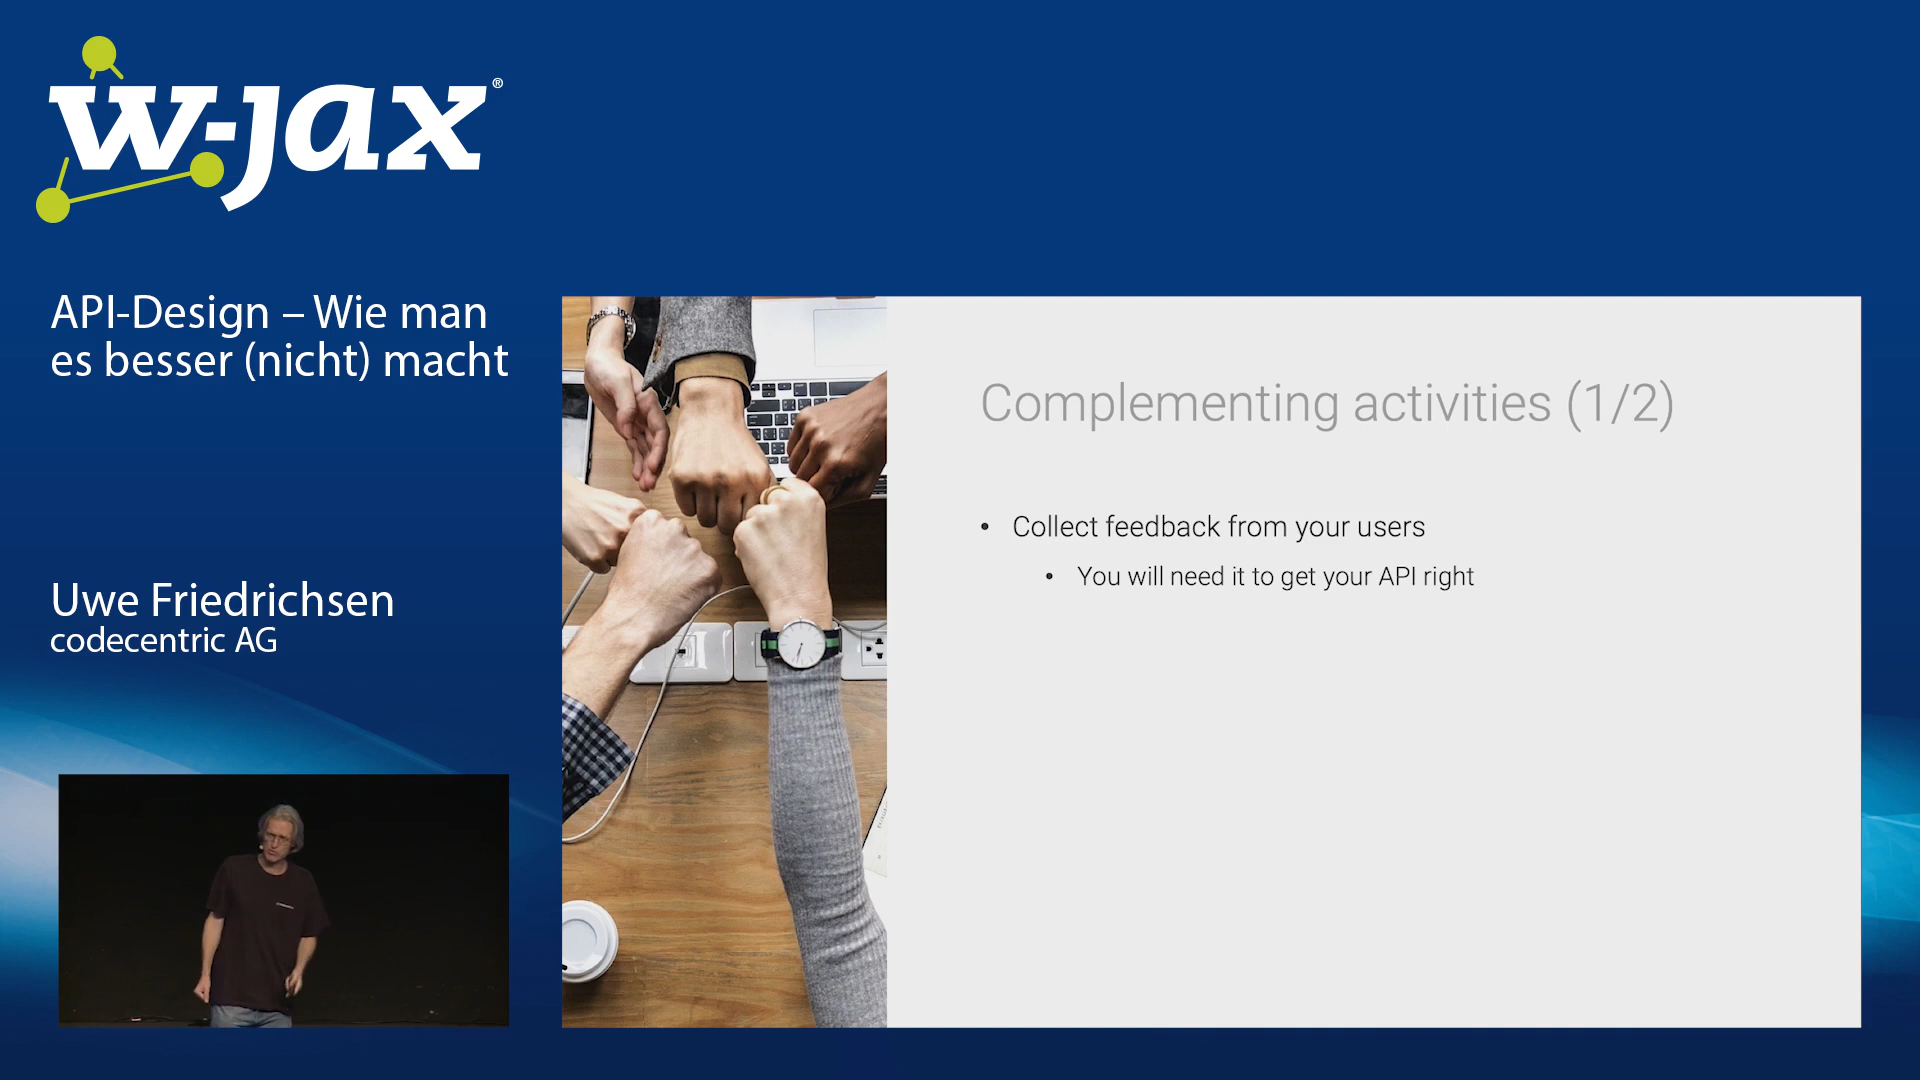 w-jax®
API-Design – Wie man
es besser (nicht) macht
Uwe Friedrichsen
codecentric AG
Complementing activities (1/2)
• Collect feedback from your users
• You will need it to get your API right